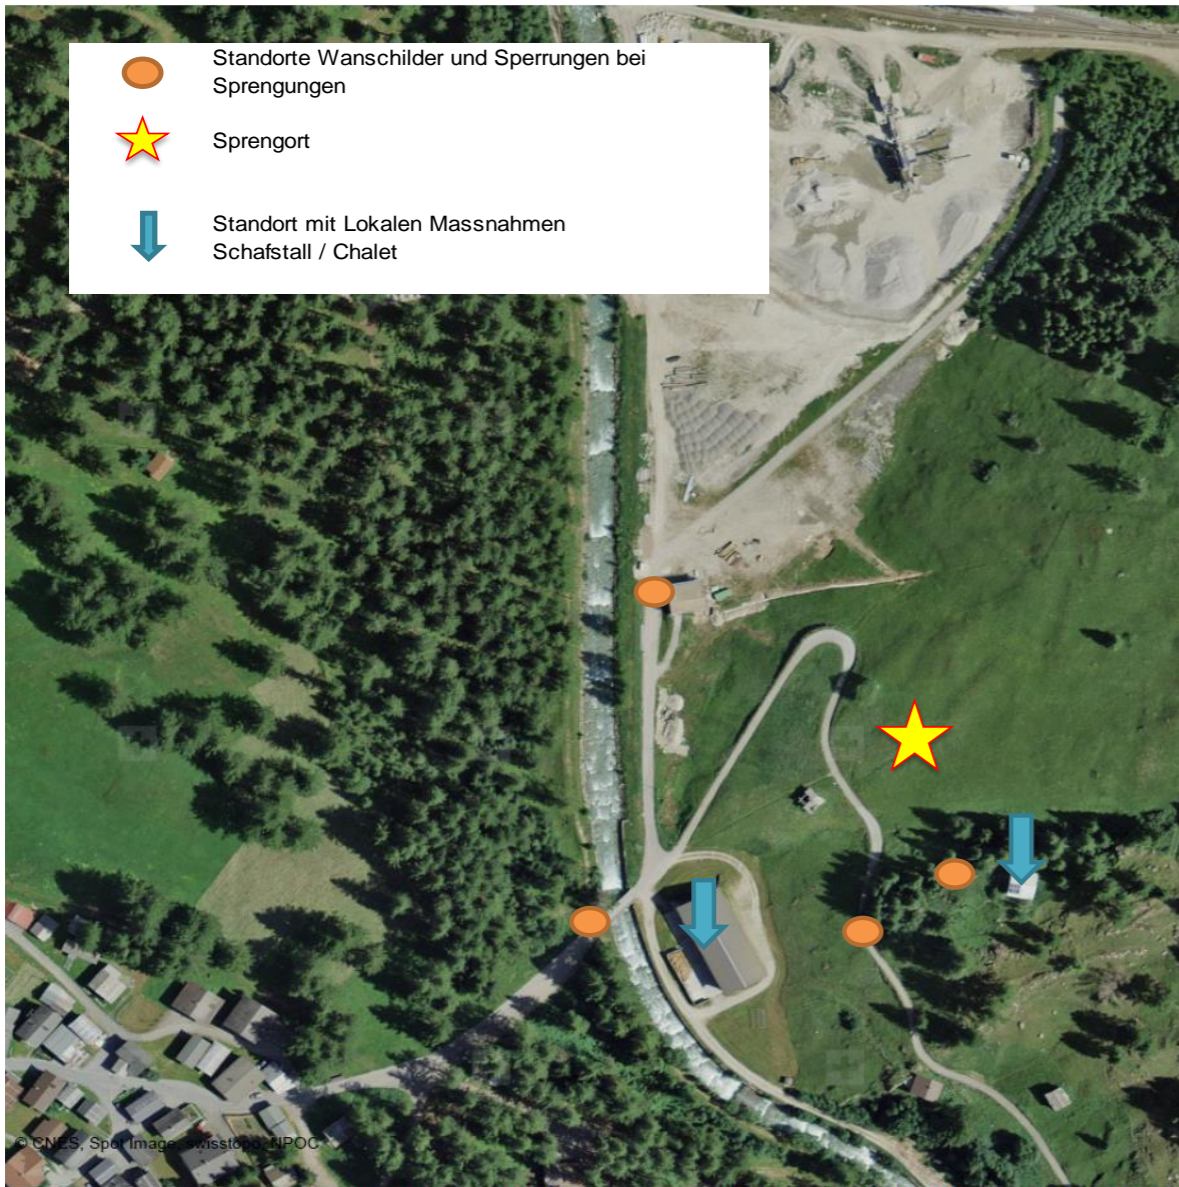 Standorte Wanschilder und Sperrungen bei
Sprengungen
Sprengort
Standort mit Lokalen Massnahmen
Schafstall / Chalet
© CNES, Spot Image, swisstopo, NPOC